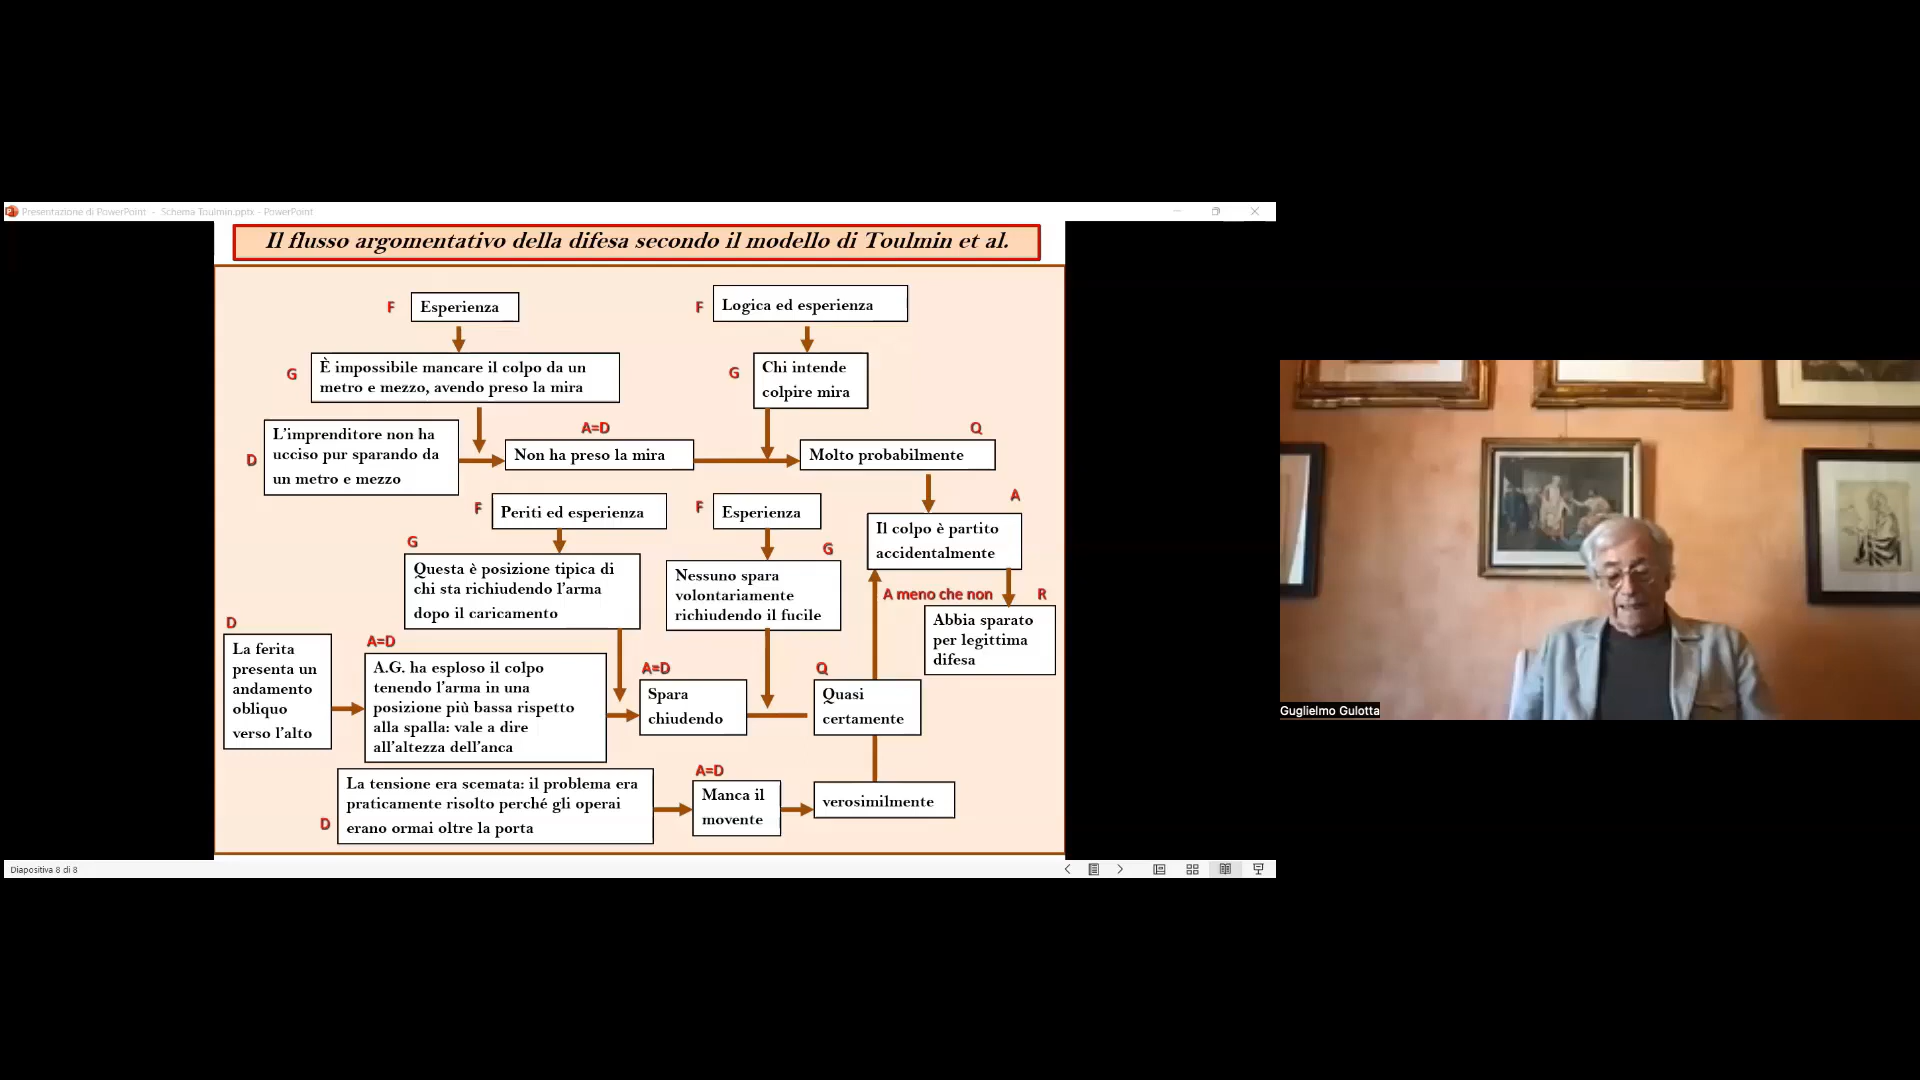 Presentazione di PowerPoint - Schema Toulmin.pptx - PowerPoint
Il flusso argomentativo della difesa secondo il modello di Toulmin et al.
F
Esperienza
F
Logica ed esperienza
G
È impossibile mancare il colpo da un
metro e mezzo, avendo preso la mira
G
Chi intende
colpire mira
D
L'imprenditore non ha
ucciso pur sparando da
un metro e mezzo
A=D
Non ha preso la mira
Q
Molto probabilmente
F
Periti ed esperienza
F
Esperienza
A
Il colpo è partito
accidentalmente
G
Questa è posizione tipica di
chi sta richiudendo l'arma
dopo il caricamento
G
Nessuno spara
volontariamente
richiudendo il fucile
A meno che non
R
Abbia sparato
per legittima
difesa
D
La ferita
presenta un
andamento
obliquo
verso l'alto
A=D
A.G. ha esploso il colpo
tenendo l'arma in una
posizione più bassa rispetto
alla spalla: vale a dire
all'altezza dell'anca
A=D
Spara
chiudendo
Q
Quasi
certamente
D
La tensione era scemata: il problema era
praticamente risolto perché gli operai
erano ormai oltre la porta
A=D
Manca il
movente
verosimilmente
Diapositiva 8 di 8
Guglielmo Gulotta